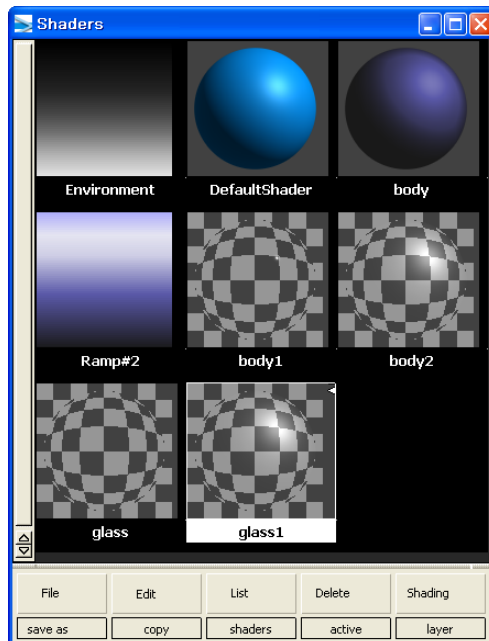 Shaders
Environment DefaultShader body
Ramp#2 body1 body2
glass glass1
File Edit List Delete Shading
save as copy shaders active layer